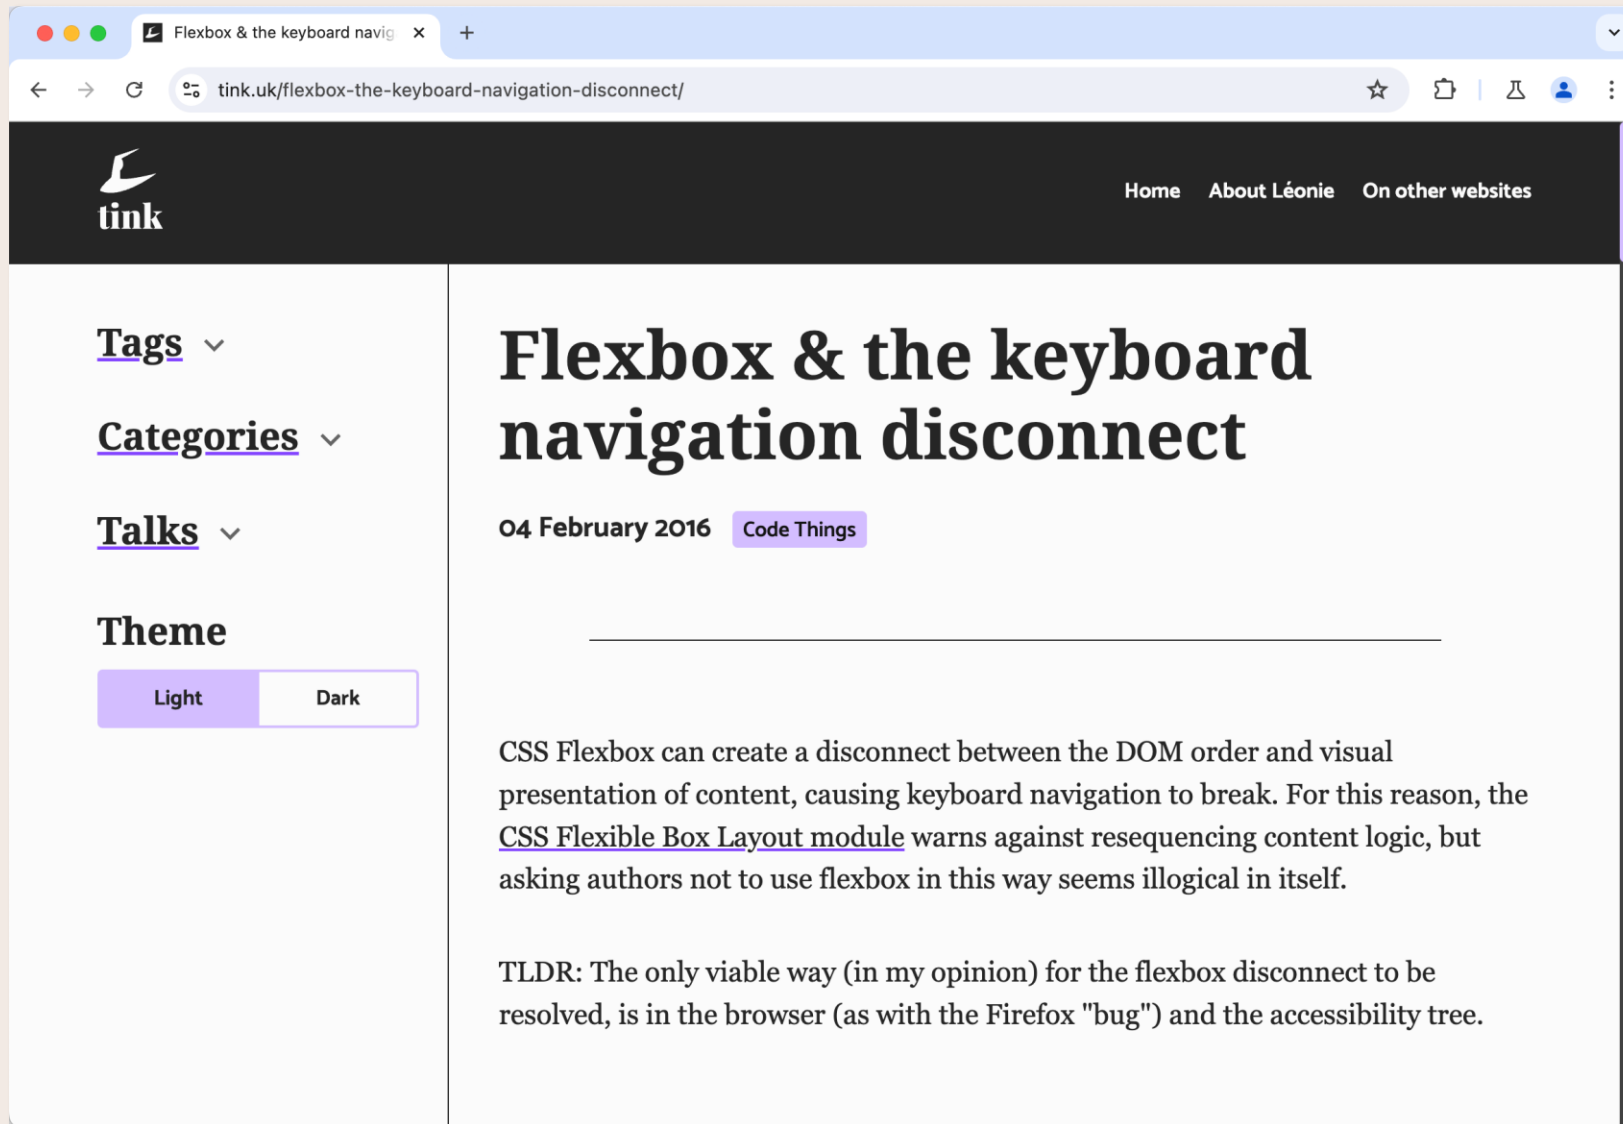 Flexbox & the keyboard navig
tink.uk/flexbox-the-keyboard-navigation-disconnect/
tink
Home About Léonie On other websites
Tags
Categories
Talks
Theme
Light Dark
Flexbox & the keyboard
navigation disconnect
04 February 2016 Code Things
CSS Flexbox can create a disconnect between the DOM order and visual
presentation of content, causing keyboard navigation to break. For this reason, the
CSS Flexible Box Layout module warns against resequencing content logic, but
asking authors not to use flexbox in this way seems illogical in itself.
TLDR: The only viable way (in my opinion) for the flexbox disconnect to be
resolved, is in the browser (as with the Firefox "bug") and the accessibility tree.